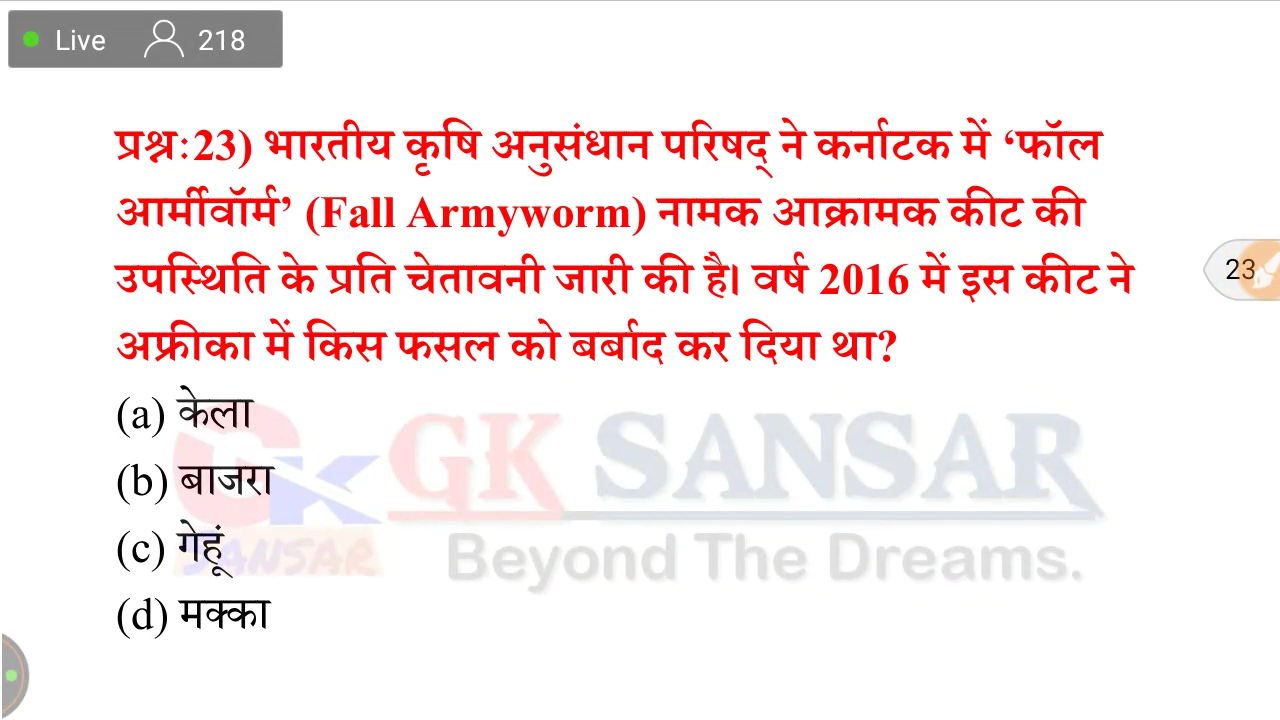 Live 218
प्रश्न:23) भारतीय कृषि अनुसंधान परिषद् ने कर्नाटक में ‘फॉल
आर्मीवॉर्म’ (Fall Armyworm) नामक आक्रामक कीट की
उपस्थिति के प्रति चेतावनी जारी की है। वर्ष 2016 में इस कीट ने
23
अफ्रीका में किस फसल को बर्बाद कर दिया था?
(a) केला
(b) बाजरा
(c) गेहूं
(d) मक्का
GK SANSAR
SANSAR
Beyond The Dreams.